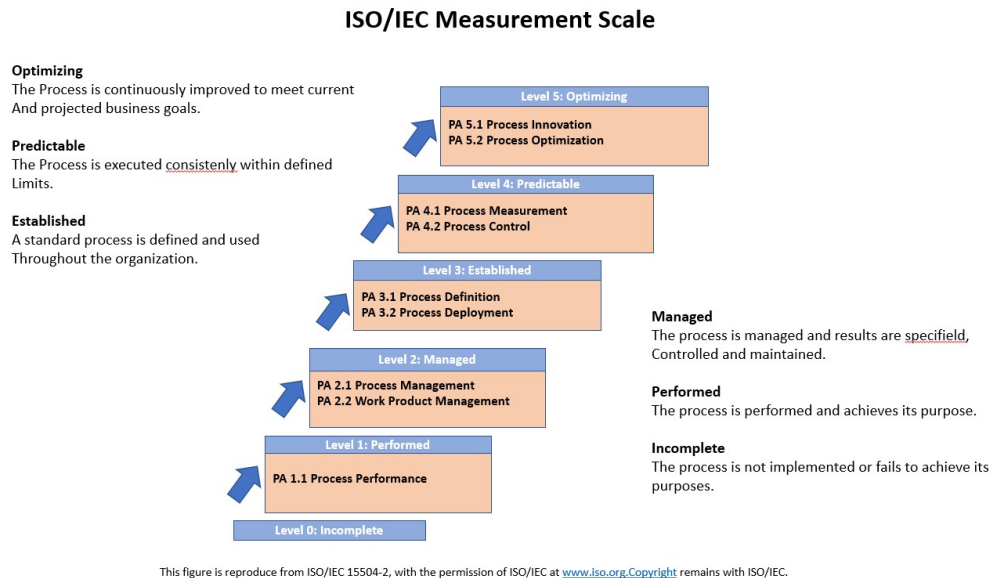 ISO/IEC Measurement Scale
Optimizing
The Process is continuously improved to meet current
And projected business goals.
Predictable
The Process is executed consistenly within defined
Limits.
Established
A standard process is defined and used
Throughout the organization.
Level 5: Optimizing
PA 5.1 Process Innovation
PA 5.2 Process Optimization
Level 4: Predictable
PA 4.1 Process Measurement
PA 4.2 Process Control
Level 3: Established
PA 3.1 Process Definition
PA 3.2 Process Deployment
Level 2: Managed
PA 2.1 Process Management
PA 2.2 Work Product Management
Level 1: Performed
PA 1.1 Process Performance
Level 0: Incomplete
Managed
The process is managed and results are specifield,
Controlled and maintained.
Performed
The process is performed and achieves its purpose.
Incomplete
The process is not implemented or fails to achieve its
purposes.
This figure is reproduce from ISO/IEC 15504-2, with the permission of ISO/IEC at www.iso.org.Copyright remains with ISO/IEC.